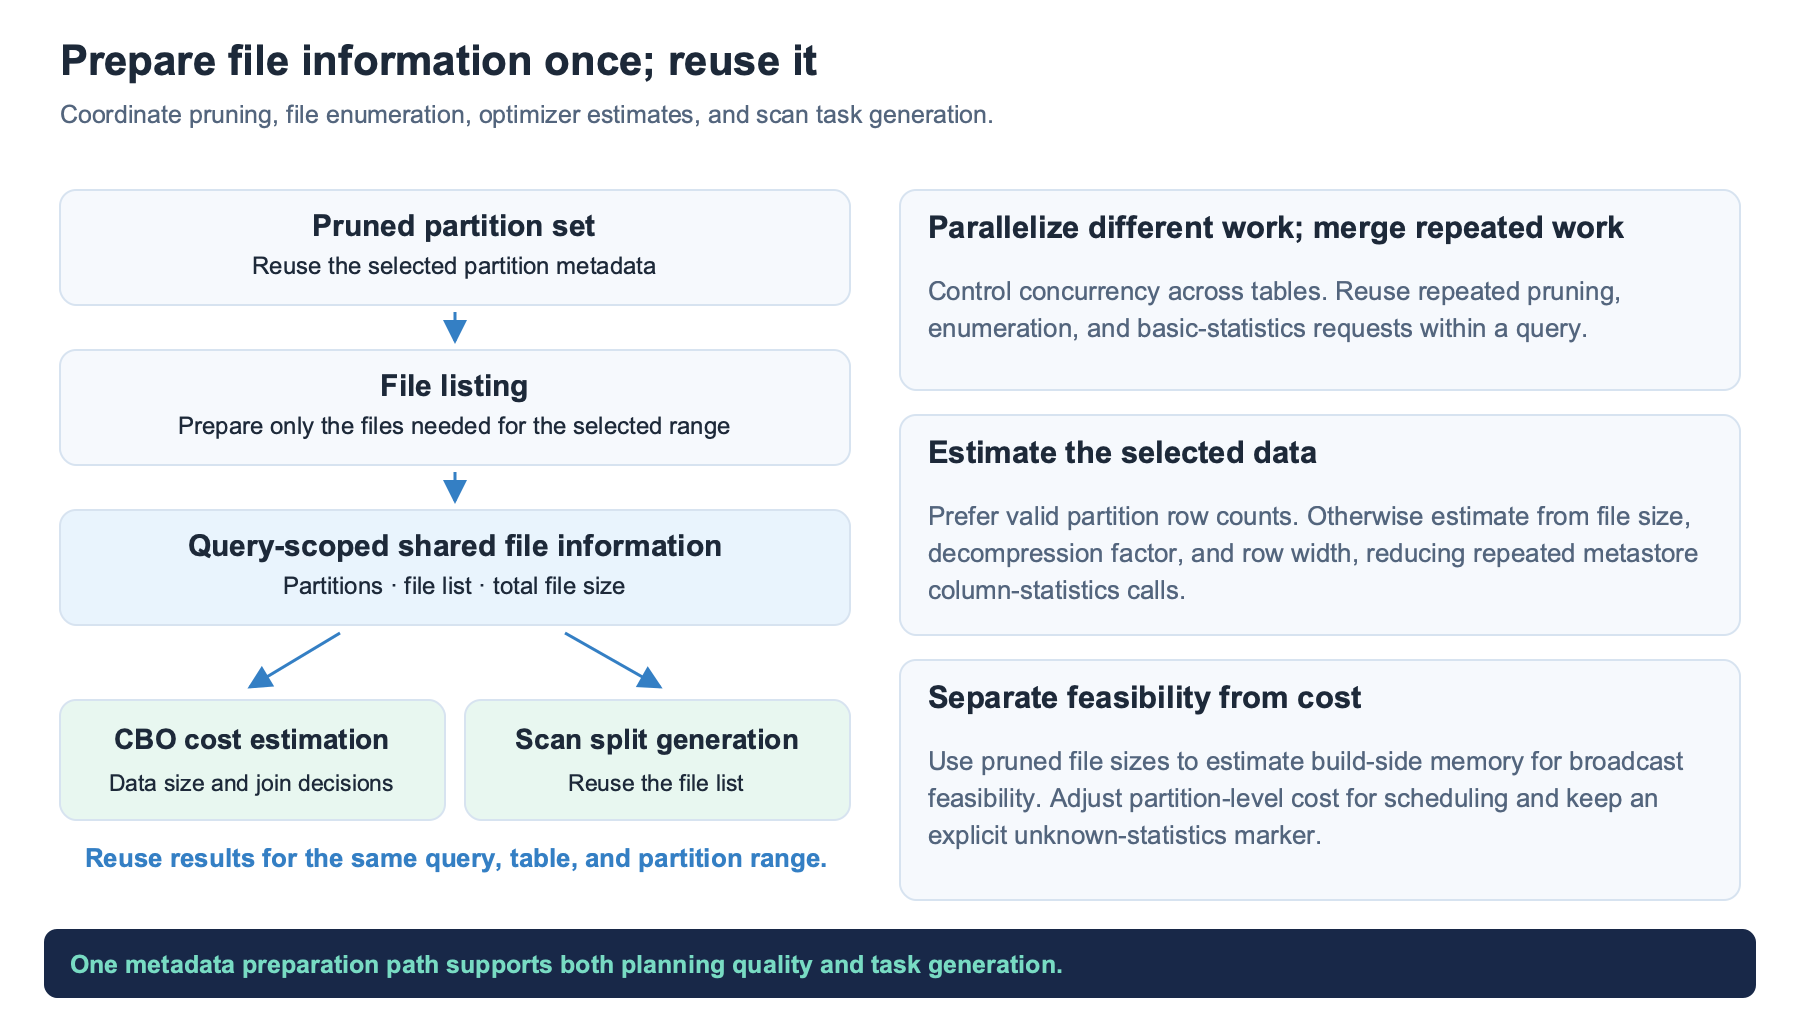 Prepare file information once; reuse it
Coordinate pruning, file enumeration, optimizer estimates, and scan task generation.
Pruned partition set
Reuse the selected partition metadata
File listing
Prepare only the files needed for the selected range
Query-scoped shared file information
Partitions · file list · total file size
CBO cost estimation
Data size and join decisions
Scan split generation
Reuse the file list
Reuse results for the same query, table, and partition range.
Parallelize different work; merge repeated work
Control concurrency across tables. Reuse repeated pruning,
enumeration, and basic-statistics requests within a query.
Estimate the selected data
Prefer valid partition row counts. Otherwise estimate from file size,
decompression factor, and row width, reducing repeated metastore
column-statistics calls.
Separate feasibility from cost
Use pruned file sizes to estimate build-side memory for broadcast
feasibility. Adjust partition-level cost for scheduling and keep an
explicit unknown-statistics marker.
One metadata preparation path supports both planning quality and task generation.